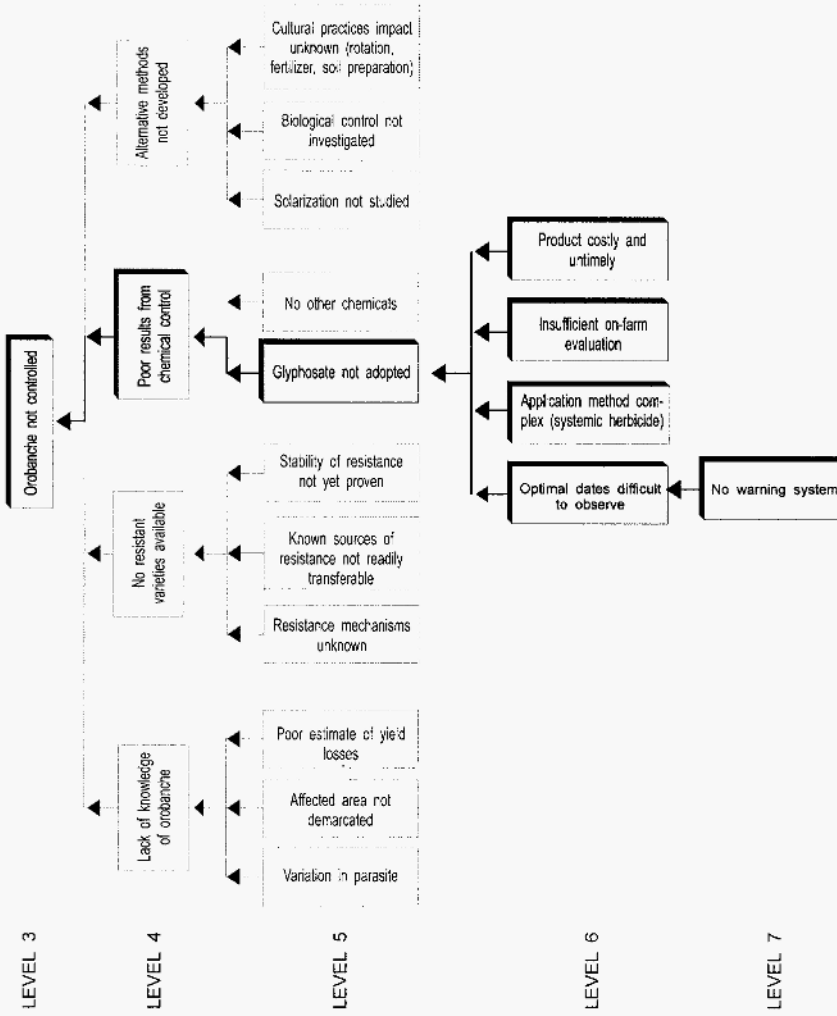 LEVEL 3
Orobanche not controlled
LEVEL 4
Lack of knowledge
of orobanche
No resistant
varieties available
Poor results from
chemical control
Alternative methods
not developed
LEVEL 5
Variation in parasite
Affected area not
demarcated
Poor estimate of yield
losses
Resistance mechanisms
unknown
Known sources of
resistance not readily
transferable
Stability of resistance
not yet proven
Glyphosate not adopted
No other chemicals
Solarization not studied
Biological control not
investigated
Cultural practices impact
unknown (rotation,
fertilizer, soil preparation)
LEVEL 6
Optimal dates difficult
to observe
Application method com-
plex (systemic herbicide)
Insufficient on-farm
evaluation
Product costly and
untimely
LEVEL 7
No warning system